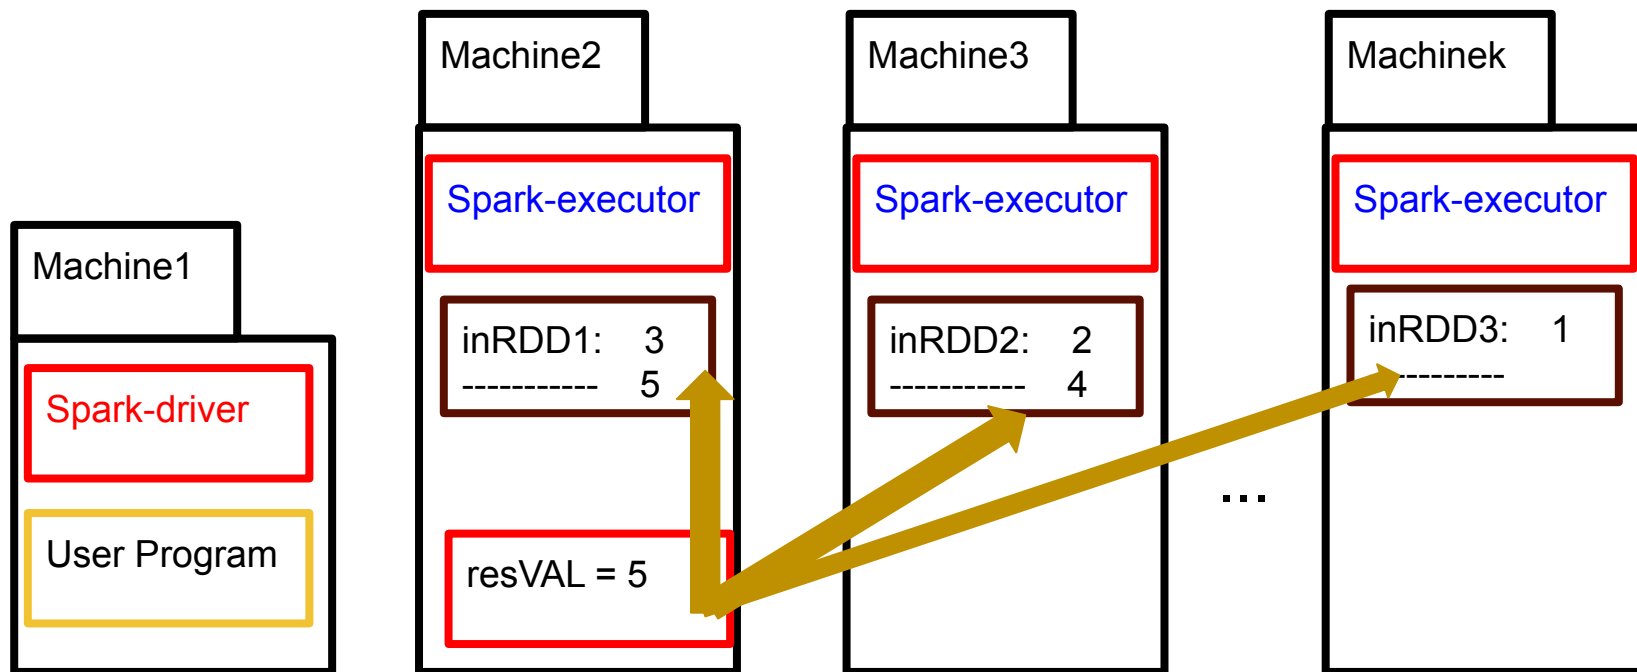 Machine1
Spark-driver
User Program
Machine2
Spark-executor
inRDD1: 3
----------- 5
resVAL = 5
Machine3
Spark-executor
inRDD2: 2
----------- 4
...
Machinek
Spark-executor
inRDD3: 1
----------